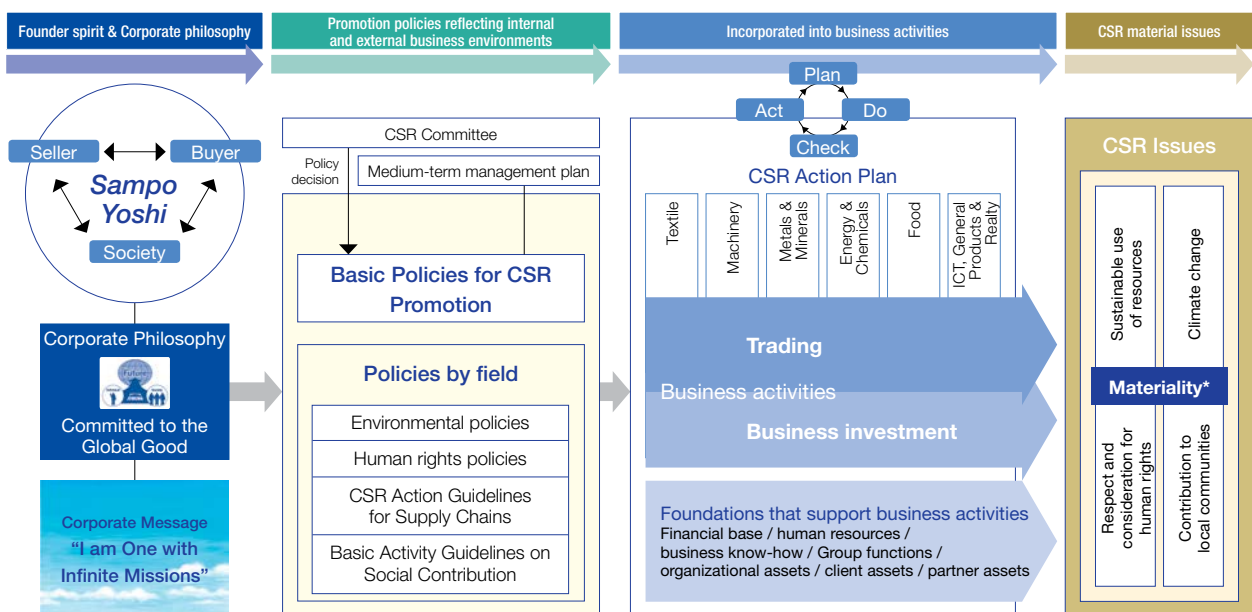 Founder spirit & Corporate philosophy
Promotion policies reflecting internal
and external business environments
Incorporated into business activities
CSR material issues
Seller
Buyer
Sampo
Yoshi
Society
Corporate Philosophy
Future
Committed to the
Global Good
Corporate Message
“I am One with
Infinite Missions”
CSR Committee
Policy
decision
Medium-term management plan
Basic Policies for CSR
Promotion
Policies by field
Environmental policies
Human rights policies
CSR Action Guidelines
for Supply Chains
Basic Activity Guidelines on
Social Contribution
Plan
Act
Do
Check
CSR Action Plan
Textile
Machinery
Metals &
Minerals
Energy &
Chemicals
Food
ICT, General
Products &
Realty
Trading
Business activities
Business investment
Foundations that support business activities
Financial base / human resources /
business know-how / Group functions /
organizational assets / client assets / partner assets
CSR Issues
Sustainable use
of resources
Climate change
Materiality*
Respect and
consideration for
human rights
Contribution to
local communities